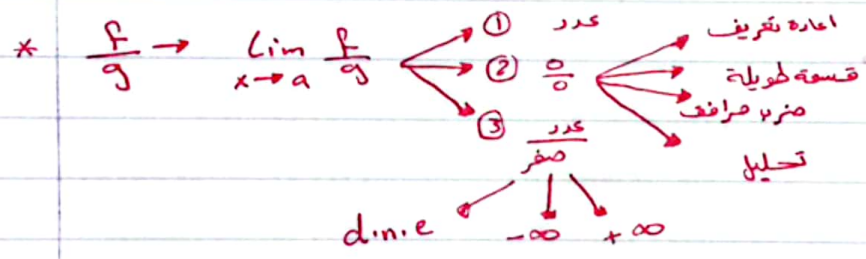 * f/g → lim x→a f/g ① عدد اعادة تعريف
② 0/0 قسمة طويلة
ضرب مرافق
③ عدد/صفر تحليل
d.n.e -∞ +∞